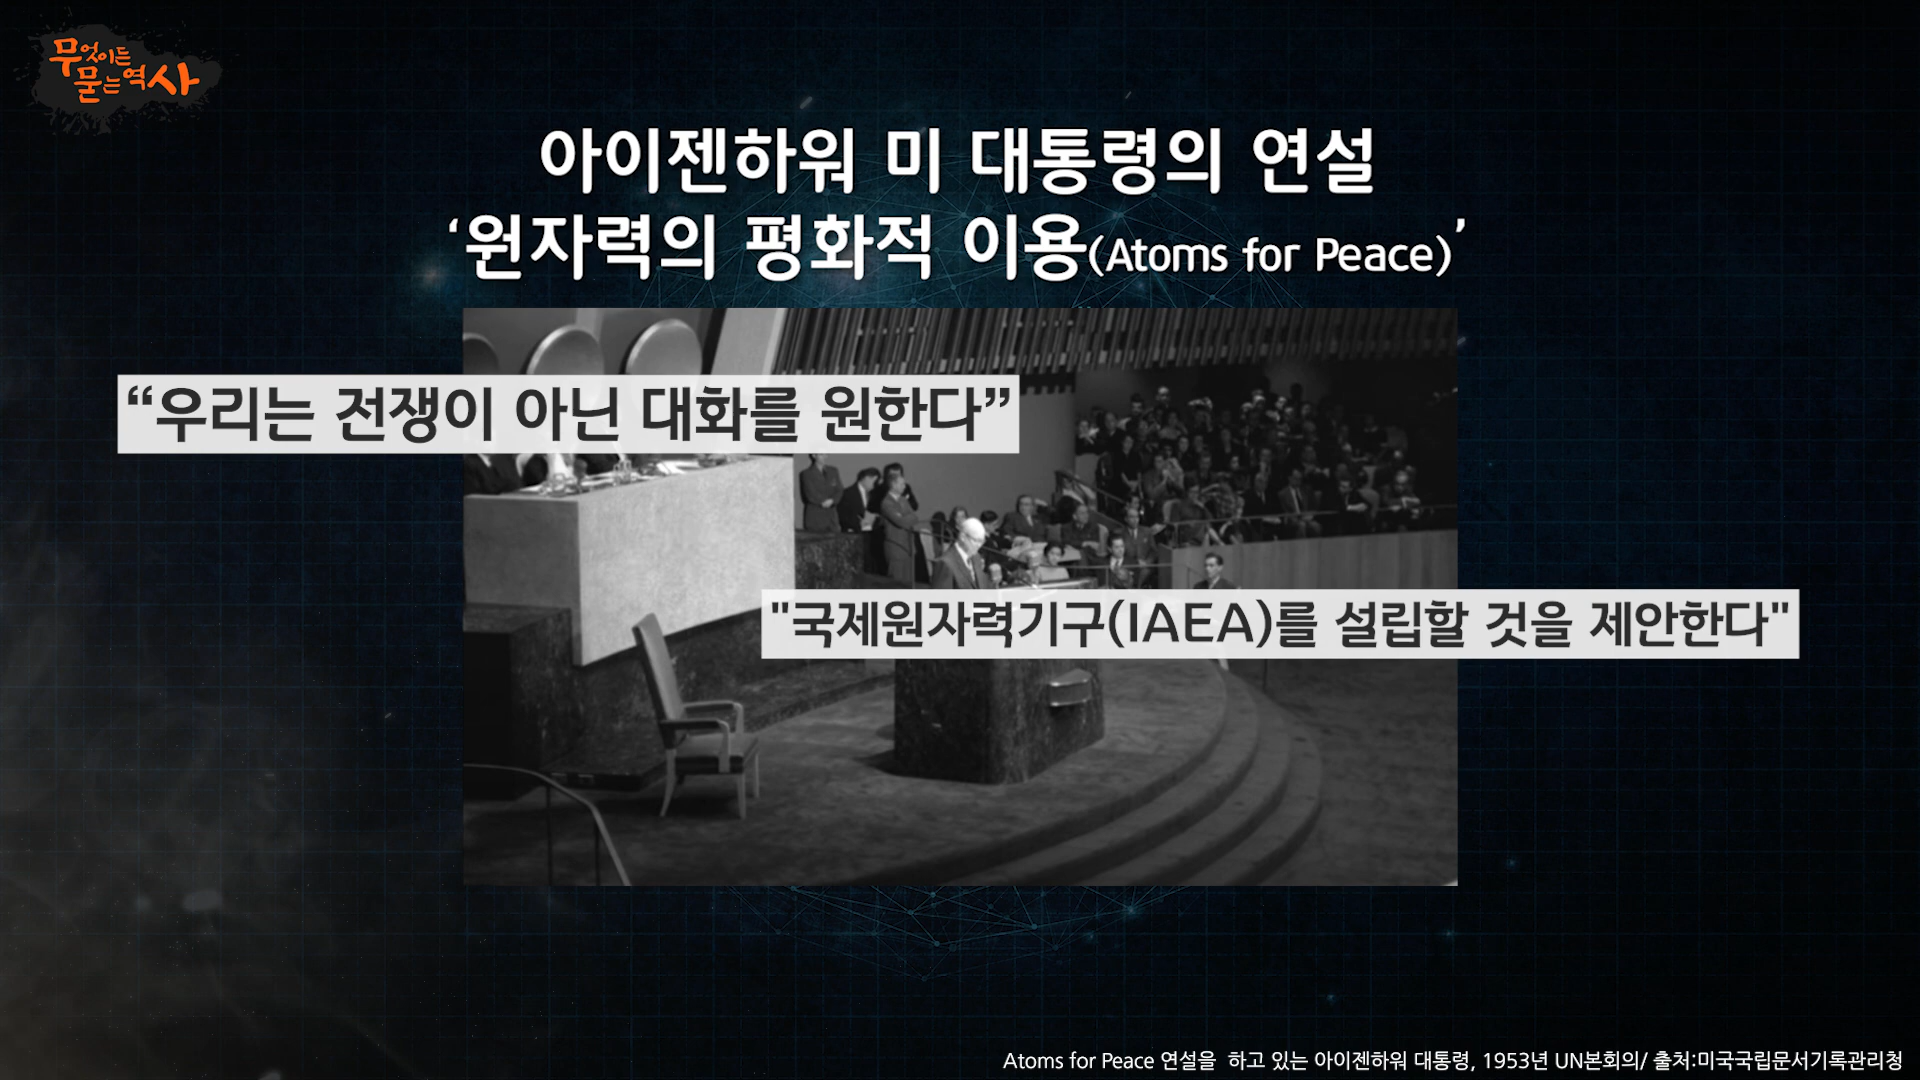 무엇이든
묻는역사
아이젠하워 미 대통령의 연설
‘원자력의 평화적 이용(Atoms for Peace)’
“우리는 전쟁이 아닌 대화를 원한다”
"국제원자력기구(IAEA)를 설립할 것을 제안한다"
Atoms for Peace 연설을 하고 있는 아이젠하워 대통령, 1953년 UN본회의/ 출처:미국국립문서기록관리청